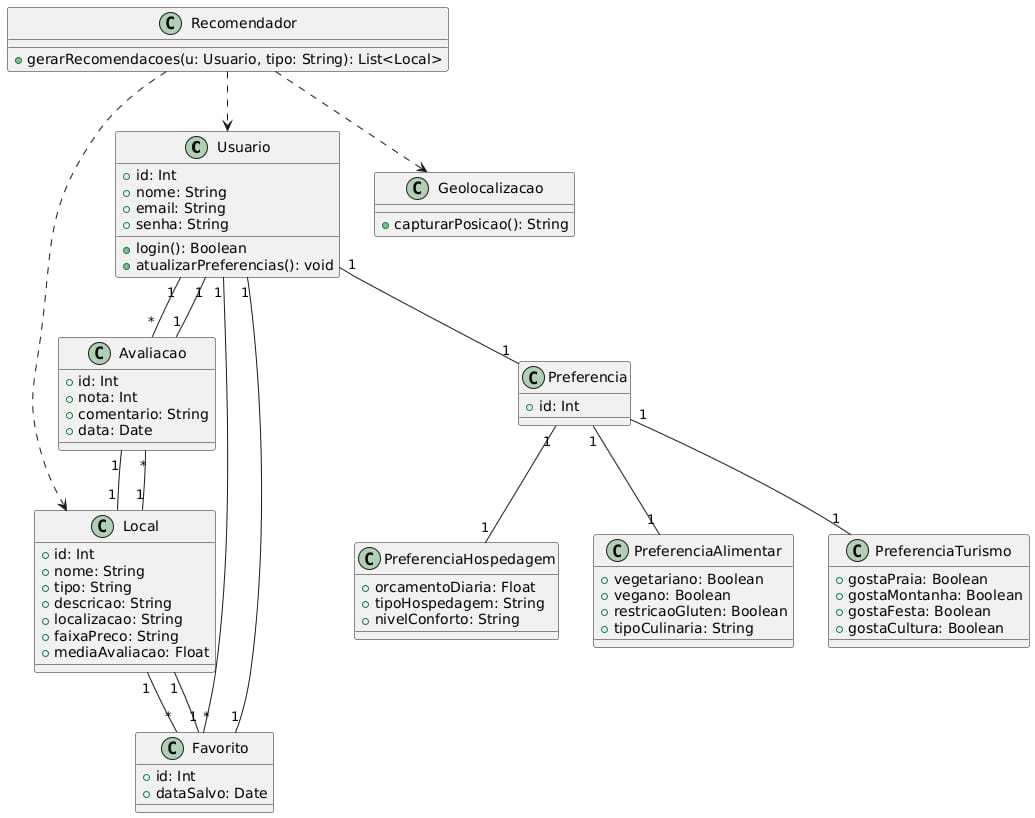 C Recomendador
gerarRecomendacoes(u: Usuario, tipo: String): List<Local>
C Usuario
id: Int
nome: String
email: String
senha: String
login(): Boolean
atualizarPreferencias(): void
C Geolocalizacao
capturarPosicao(): String
1
1 1 1 1
* 1
1
C Avaliacao
id: Int
nota: Int
comentario: String
data: Date
C Preferencia
id: Int
1 *
1 1
1 1 1
1 1 1
C Local
id: Int
nome: String
tipo: String
descricao: String
localizacao: String
faixaPreco: String
mediaAvaliacao: Float
C PreferenciaHospedagem
orcamentoDiaria: Float
tipoHospedagem: String
nivelConforto: String
C PreferenciaAlimentar
vegetariano: Boolean
vegano: Boolean
restricaoGluten: Boolean
tipoCulinaria: String
C PreferenciaTurismo
gostaPraia: Boolean
gostaMontanha: Boolean
gostaFesta: Boolean
gostaCultura: Boolean
1 1
* 1 * 1
C Favorito
id: Int
dataSalvo: Date